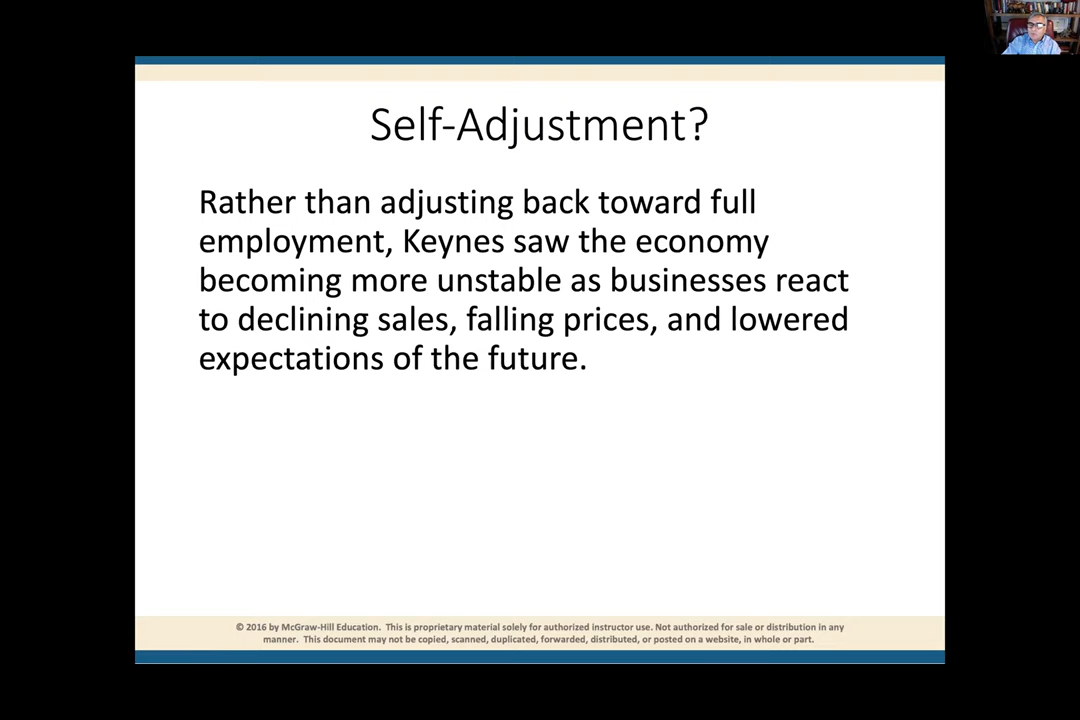 Self-Adjustment?
Rather than adjusting back toward full
employment, Keynes saw the economy
becoming more unstable as businesses react
to declining sales, falling prices, and lowered
expectations of the future.
© 2016 by McGraw-Hill Education. This is proprietary material solely for authorized instructor use. Not authorized for sale or distribution in any
manner. This document may not be copied, scanned, duplicated, forwarded, distributed, or posted on a website, in whole or part.